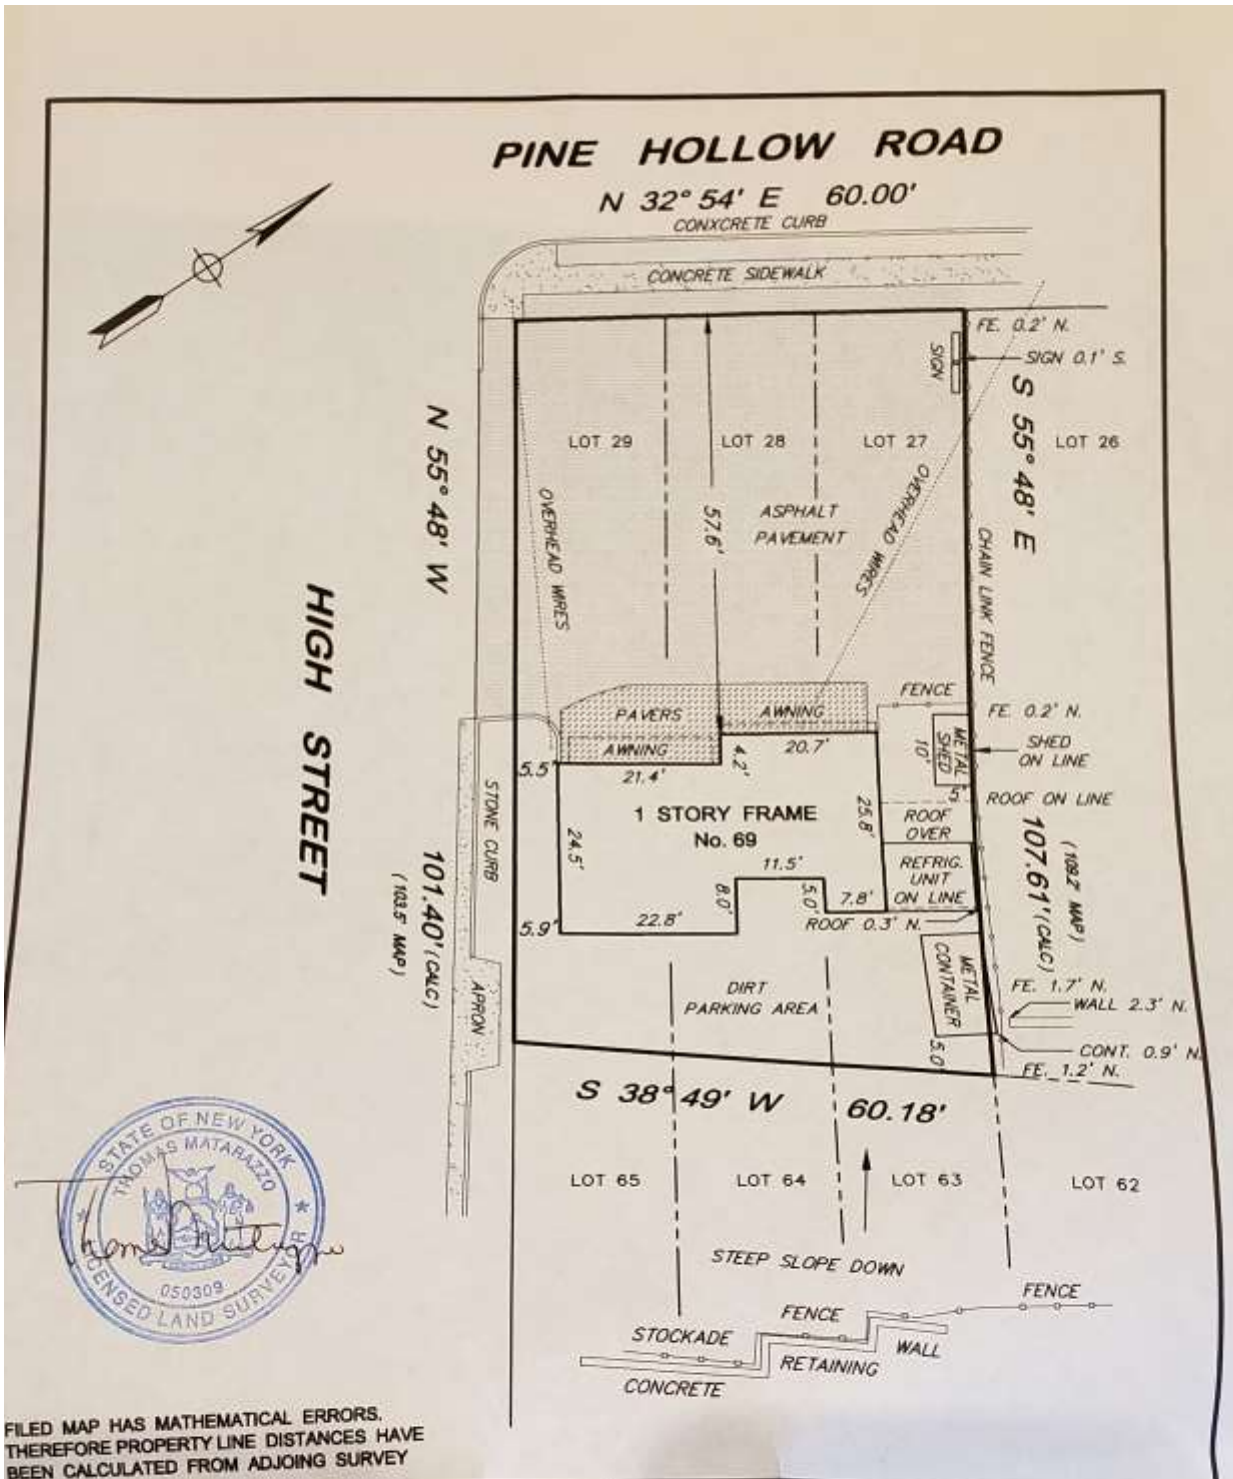 PINE HOLLOW ROAD
N 32° 54' E 60.00'
CONXCRETE CURB
CONCRETE SIDEWALK
FE. 0.2' N.
SIGN
SIGN 0.1' S.
N 55° 48' W
S 55° 48' E
LOT 29
LOT 28
LOT 27
LOT 26
OVERHEAD WIRES
57.6'
ASPHALT
PAVEMENT
OVERHEAD WIRES
CHAIN LINK FENCE
HIGH STREET
FENCE
PAVERS
AWNING
FE. 0.2' N.
AWNING
20.7'
METAL
SHED
10'
SHED
ON LINE
5.5'
21.4'
4.2'
5'
ROOF ON LINE
STONE CURB
1 STORY FRAME
No. 69
25.8'
ROOF
OVER
24.5'
11.5'
REFRIG.
UNIT
ON LINE
107.61' (CALC)
(109.2' MAP)
101.40' (CALC)
(103.5' MAP)
8.0'
5.0'
7.8'
5.9'
22.8'
ROOF 0.3' N.
METAL
CONTAINER
APRON
DIRT
PARKING AREA
FE. 1.7' N.
WALL 2.3' N.
5.0'
CONT. 0.9' N.
FE. 1.2' N.
S 38° 49' W 60.18'
STATE OF NEW YORK
THOMAS MATARAZZO
050309
LICENSED LAND SURVEYOR
LOT 65
LOT 64
LOT 63
LOT 62
STEEP SLOPE DOWN
FENCE
FENCE
STOCKADE
WALL
RETAINING
CONCRETE
FILED MAP HAS MATHEMATICAL ERRORS.
THEREFORE PROPERTY LINE DISTANCES HAVE
BEEN CALCULATED FROM ADJOING SURVEY